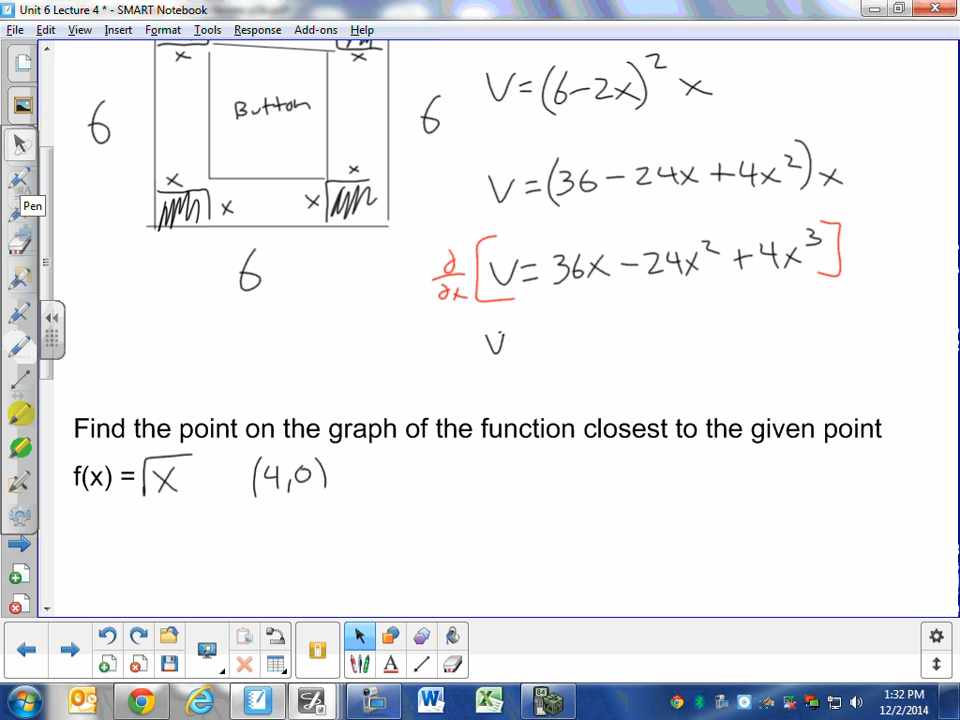 Unit 6 Lecture 4 * - SMART Notebook
File Edit View Insert Format Tools Response Add-ons Help
x x
6 Button 6
x x
x x
6
V=(6-2x)² x
V=(36-24x+4x²)x
d/dx [V=36x-24x²+4x³]
V
Pen
Find the point on the graph of the function closest to the given point
f(x) = √x (4,0)
A
W X
1:32 PM
12/2/2014